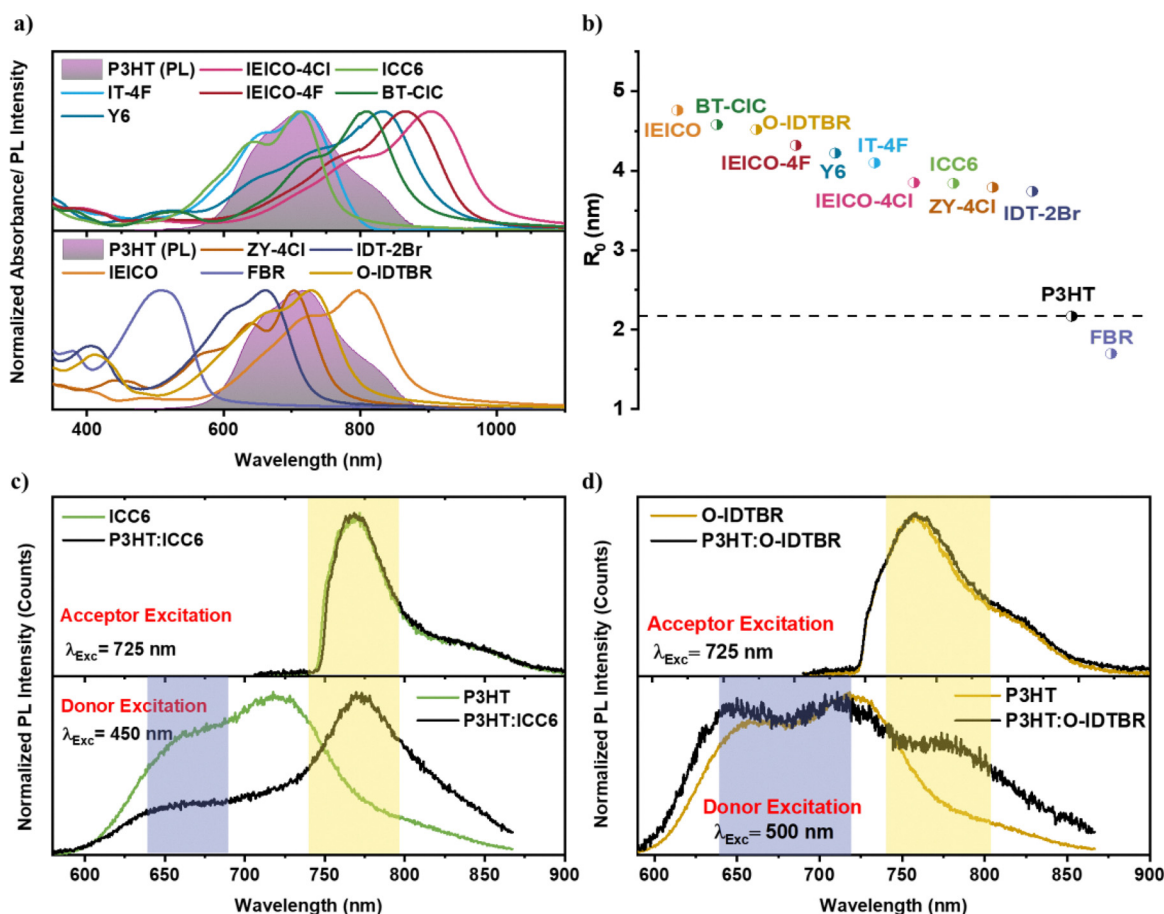 a)
Normalized Absorbance/ PL Intensity
P3HT (PL) IEICO-4Cl ICC6
IT-4F IEICO-4F BT-CIC
Y6
P3HT (PL) ZY-4Cl IDT-2Br
IEICO FBR O-IDTBR
400 600 800 1000
Wavelength (nm)
b)
R0 (nm)
5
4
3
2
1
IEICO
BT-CIC
O-IDTBR
IEICO-4F
Y6
IT-4F
IEICO-4Cl
ICC6
ZY-4Cl
IDT-2Br
P3HT
FBR
c)
Normalized PL Intensity (Counts)
ICC6
P3HT:ICC6
Acceptor Excitation
λExc= 725 nm
Donor Excitation
λExc= 450 nm
P3HT
P3HT:ICC6
600 650 700 750 800 850 900
Wavelength (nm)
d)
Normalized PL Intensity (Counts)
O-IDTBR
P3HT:O-IDTBR
Acceptor Excitation
λExc= 725 nm
P3HT
P3HT:O-IDTBR
Donor Excitation
λExc= 500 nm
600 650 700 750 800 850 900
Wavelength (nm)